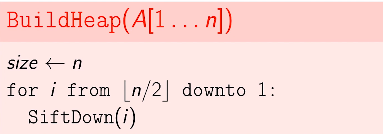 BuildHeap(A[1…n])
size ← n
for i from ⌊n/2⌋ downto 1:
SiftDown(i)